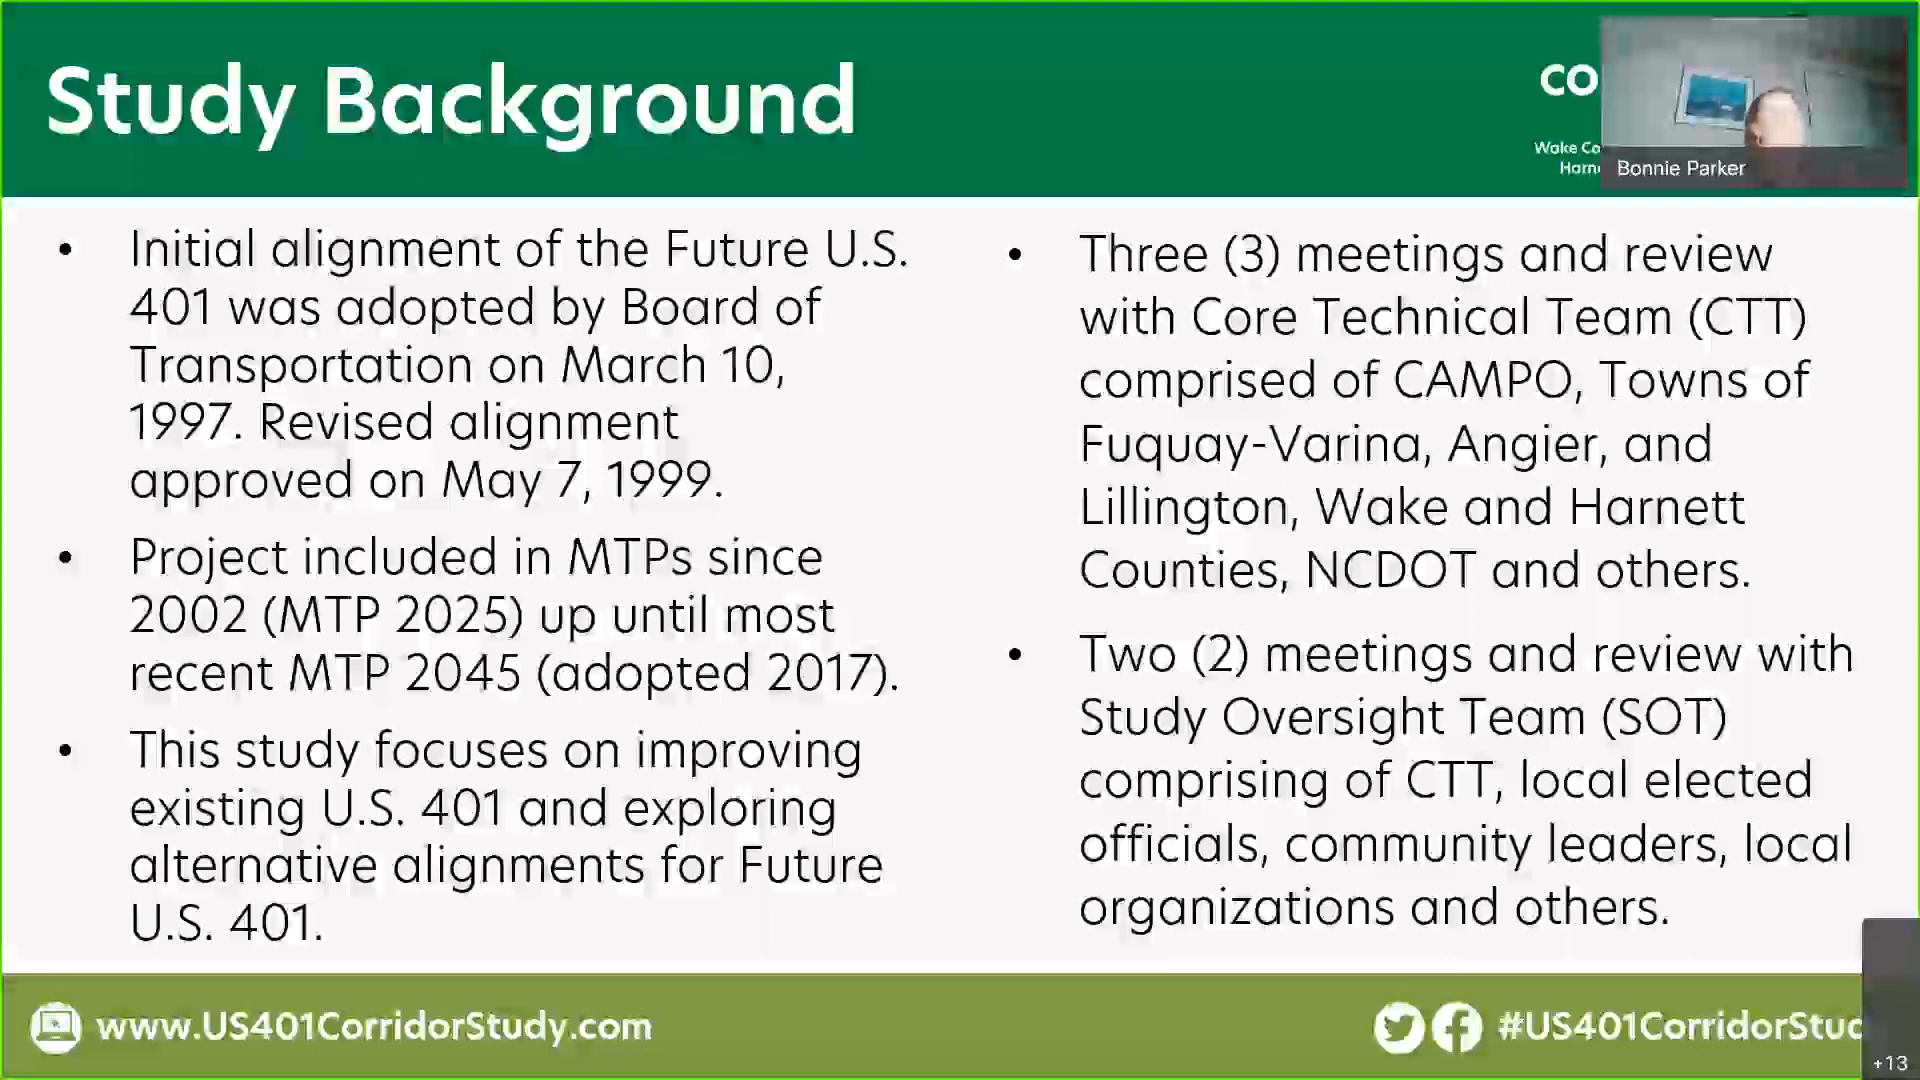 Study Background
CO
Wake Co
Harn
Bonnie Parker
• Initial alignment of the Future U.S.
401 was adopted by Board of
Transportation on March 10,
1997. Revised alignment
approved on May 7, 1999.
• Project included in MTPs since
2002 (MTP 2025) up until most
recent MTP 2045 (adopted 2017).
• This study focuses on improving
existing U.S. 401 and exploring
alternative alignments for Future
U.S. 401.
• Three (3) meetings and review
with Core Technical Team (CTT)
comprised of CAMPO, Towns of
Fuquay-Varina, Angier, and
Lillington, Wake and Harnett
Counties, NCDOT and others.
• Two (2) meetings and review with
Study Oversight Team (SOT)
comprising of CTT, local elected
officials, community leaders, local
organizations and others.
www.US401CorridorStudy.com
#US401CorridorStud
+13